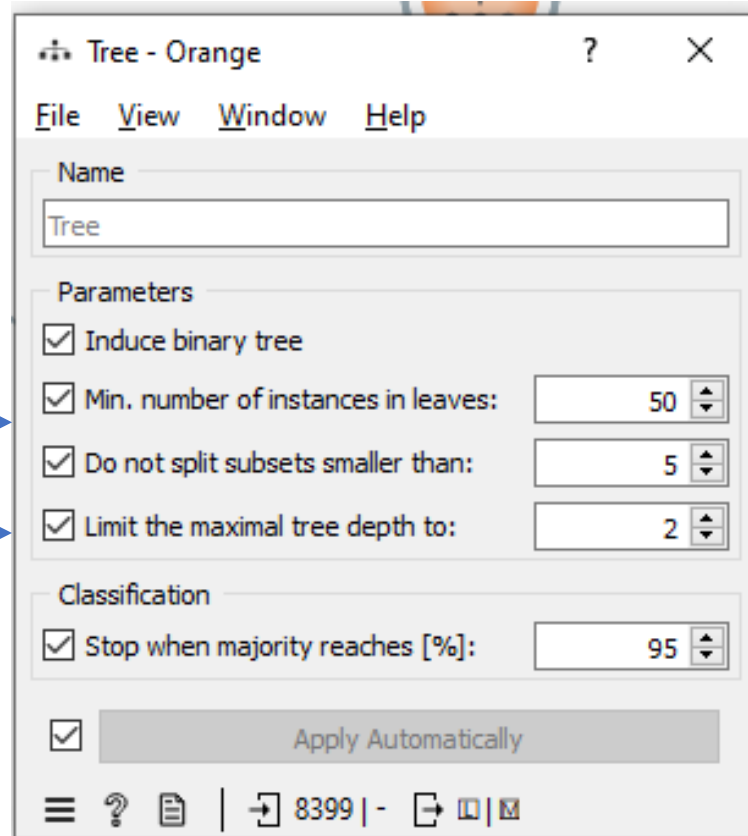 Tree - Orange ?
File View Window Help
Name
Tree
Parameters
Induce binary tree
Min. number of instances in leaves: 50
Do not split subsets smaller than: 5
Limit the maximal tree depth to: 2
Classification
Stop when majority reaches [%]: 95
Apply Automatically
? | 8399 | - L | M